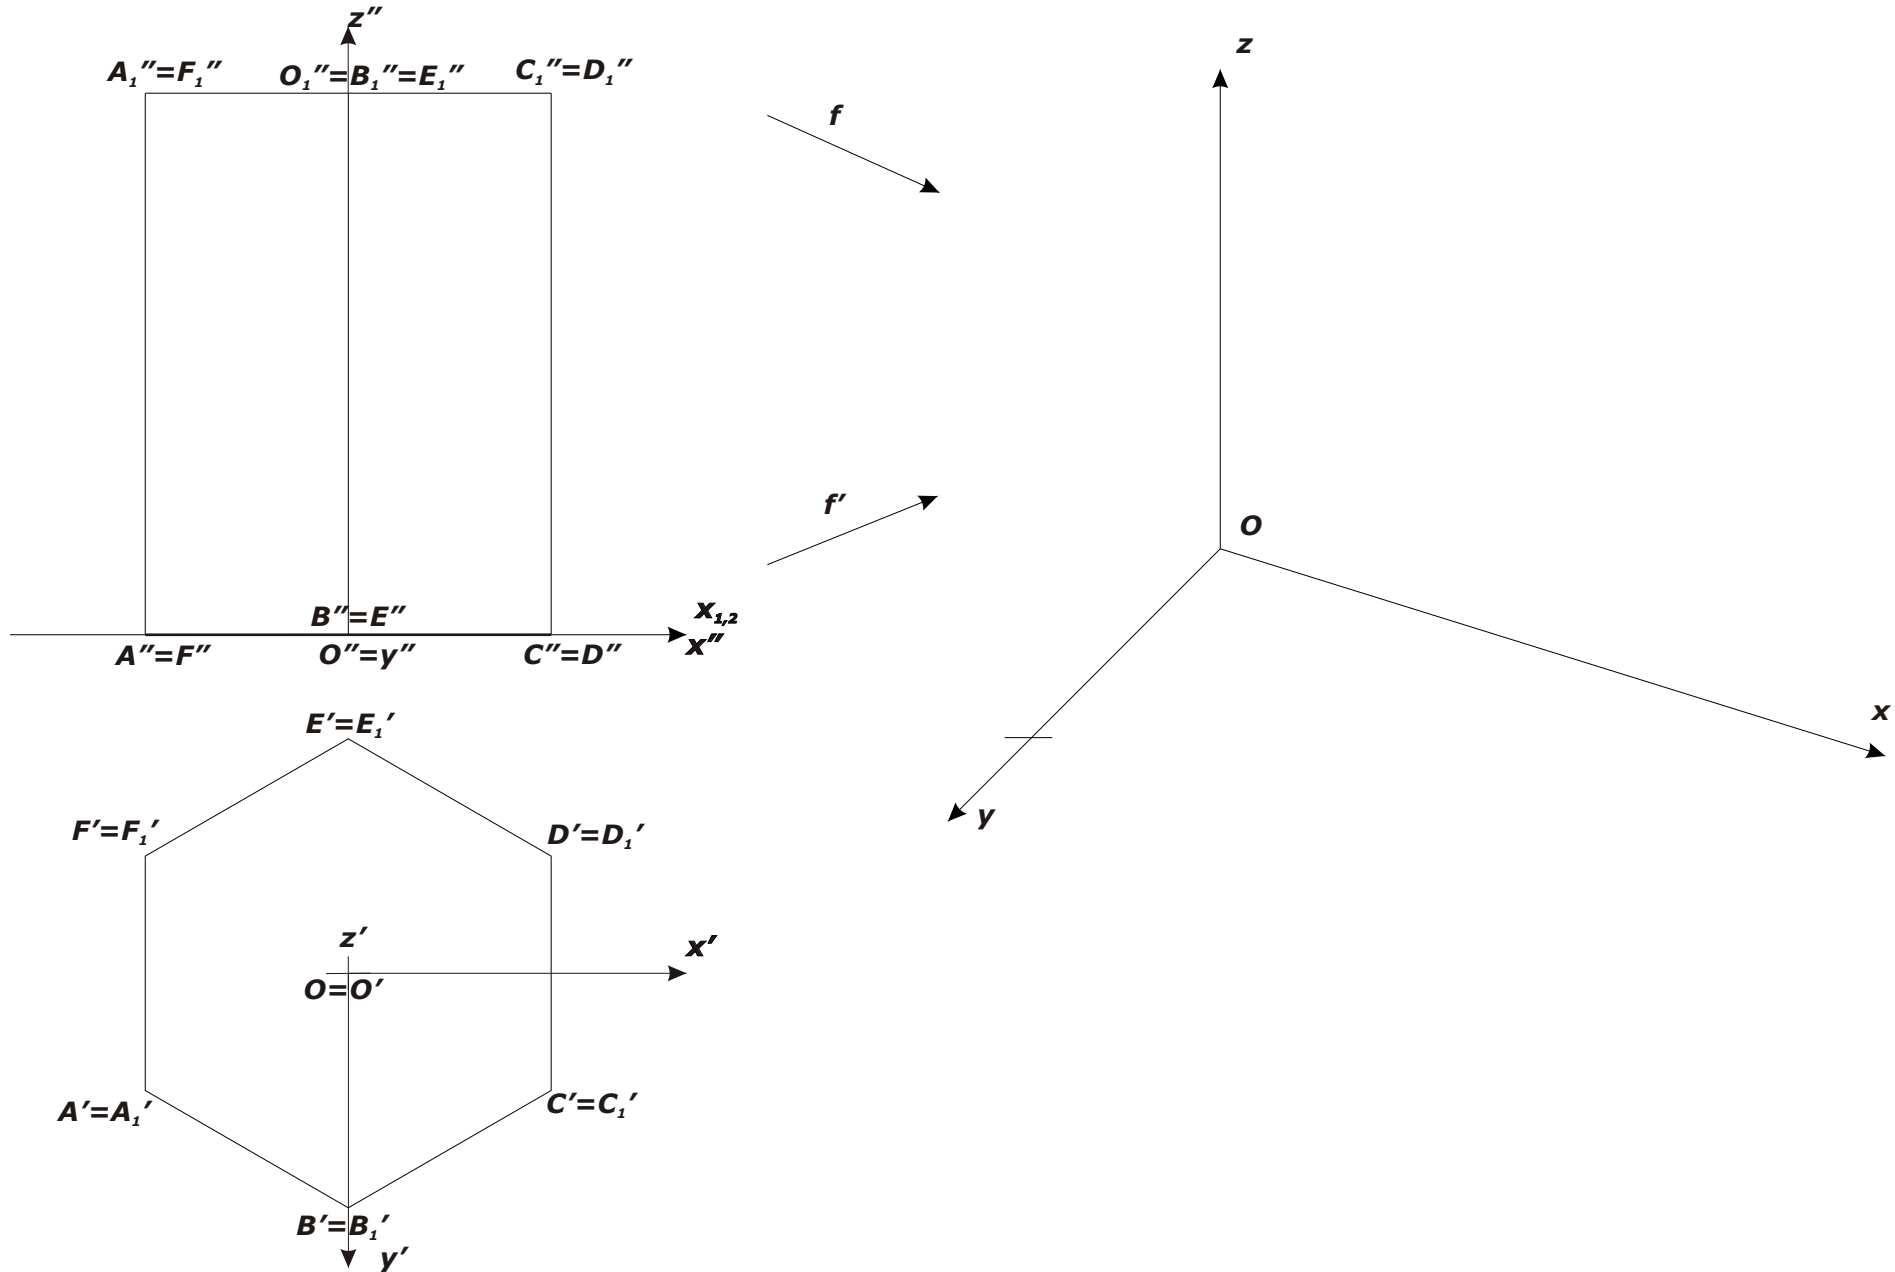 z″
A₁″=F₁″
O₁″=B₁″=E₁″
C₁″=D₁″
f
z
f′
O
B″=E″
x₁,₂
A″=F″
O″=y″
C″=D″
x″
E′=E₁′
F′=F₁′
D′=D₁′
x
y
z′
x′
O=O′
A′=A₁′
C′=C₁′
B′=B₁′
y′